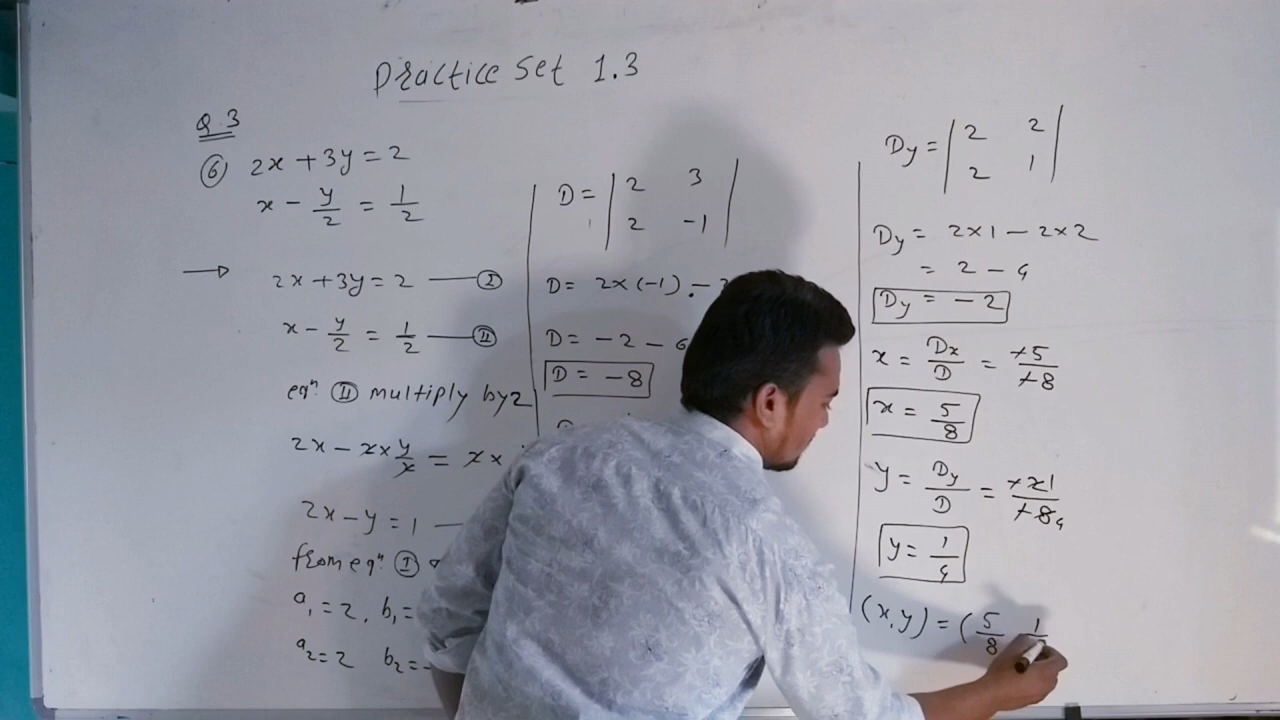 Practice Set 1.3
Q.3
⑥ 2x + 3y = 2
x - y/2 = 1/2
→ 2x + 3y = 2 — Ⅰ
x - y/2 = 1/2 — Ⅱ
eqⁿ Ⅱ multiply by 2
2x - 2 × y/2 = 2 ×
2x - y = 1 —
from eqⁿ Ⅰ
a₁ = 2, b₁ =
a₂ = 2 b₂ = -
D = | 2 3 |
| 2 -1 |
D = 2 × (-1) -
D = - 2 - 6
D = - 8
Dy = | 2 2 |
| 2 1 |
Dy = 2 × 1 - 2 × 2
= 2 - 4
Dy = - 2
x = Dx/D = -5/-8
x = 5/8
y = Dy/D = -2 1/-8 4
y = 1/4
(x, y) = ( 5/8 1/